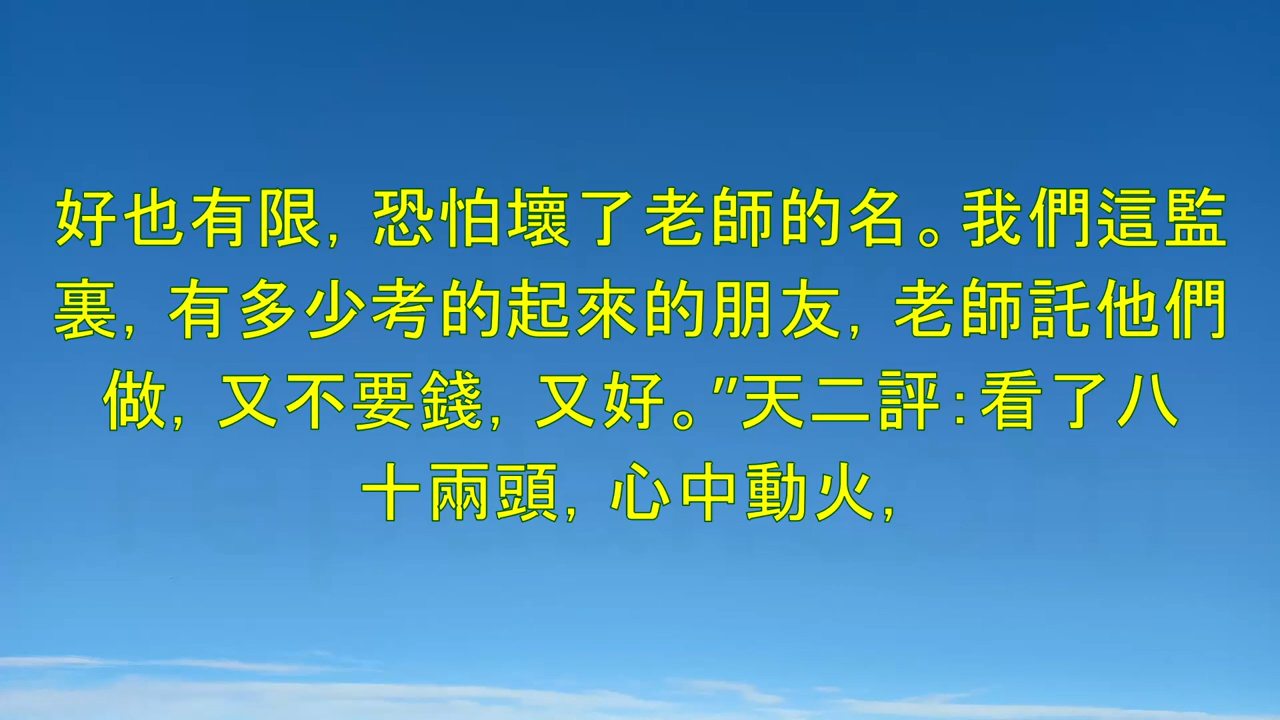 好也有限，恐怕壞了老師的名。我們這監
裏，有多少考的起來的朋友，老師託他們
做，又不要錢，又好。”天二評：看了八
十兩頭，心中動火，